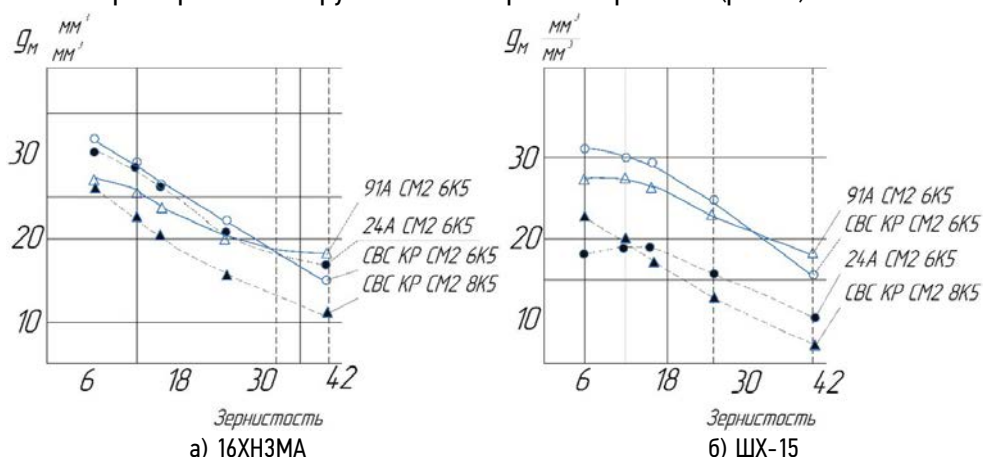 gм мм³/мм³
30
20
10
6 18 30 42
Зернистость
91А СМ2 6К5
24А СМ2 6К5
СВС КР СМ2 6К5
СВС КР СМ2 8К5
а) 16ХН3МА
gм мм³/мм³
30
20
10
6 18 30 42
Зернистость
91А СМ2 6К5
СВС КР СМ2 6К5
24А СМ2 6К5
СВС КР СМ2 8К5
б) ШХ-15